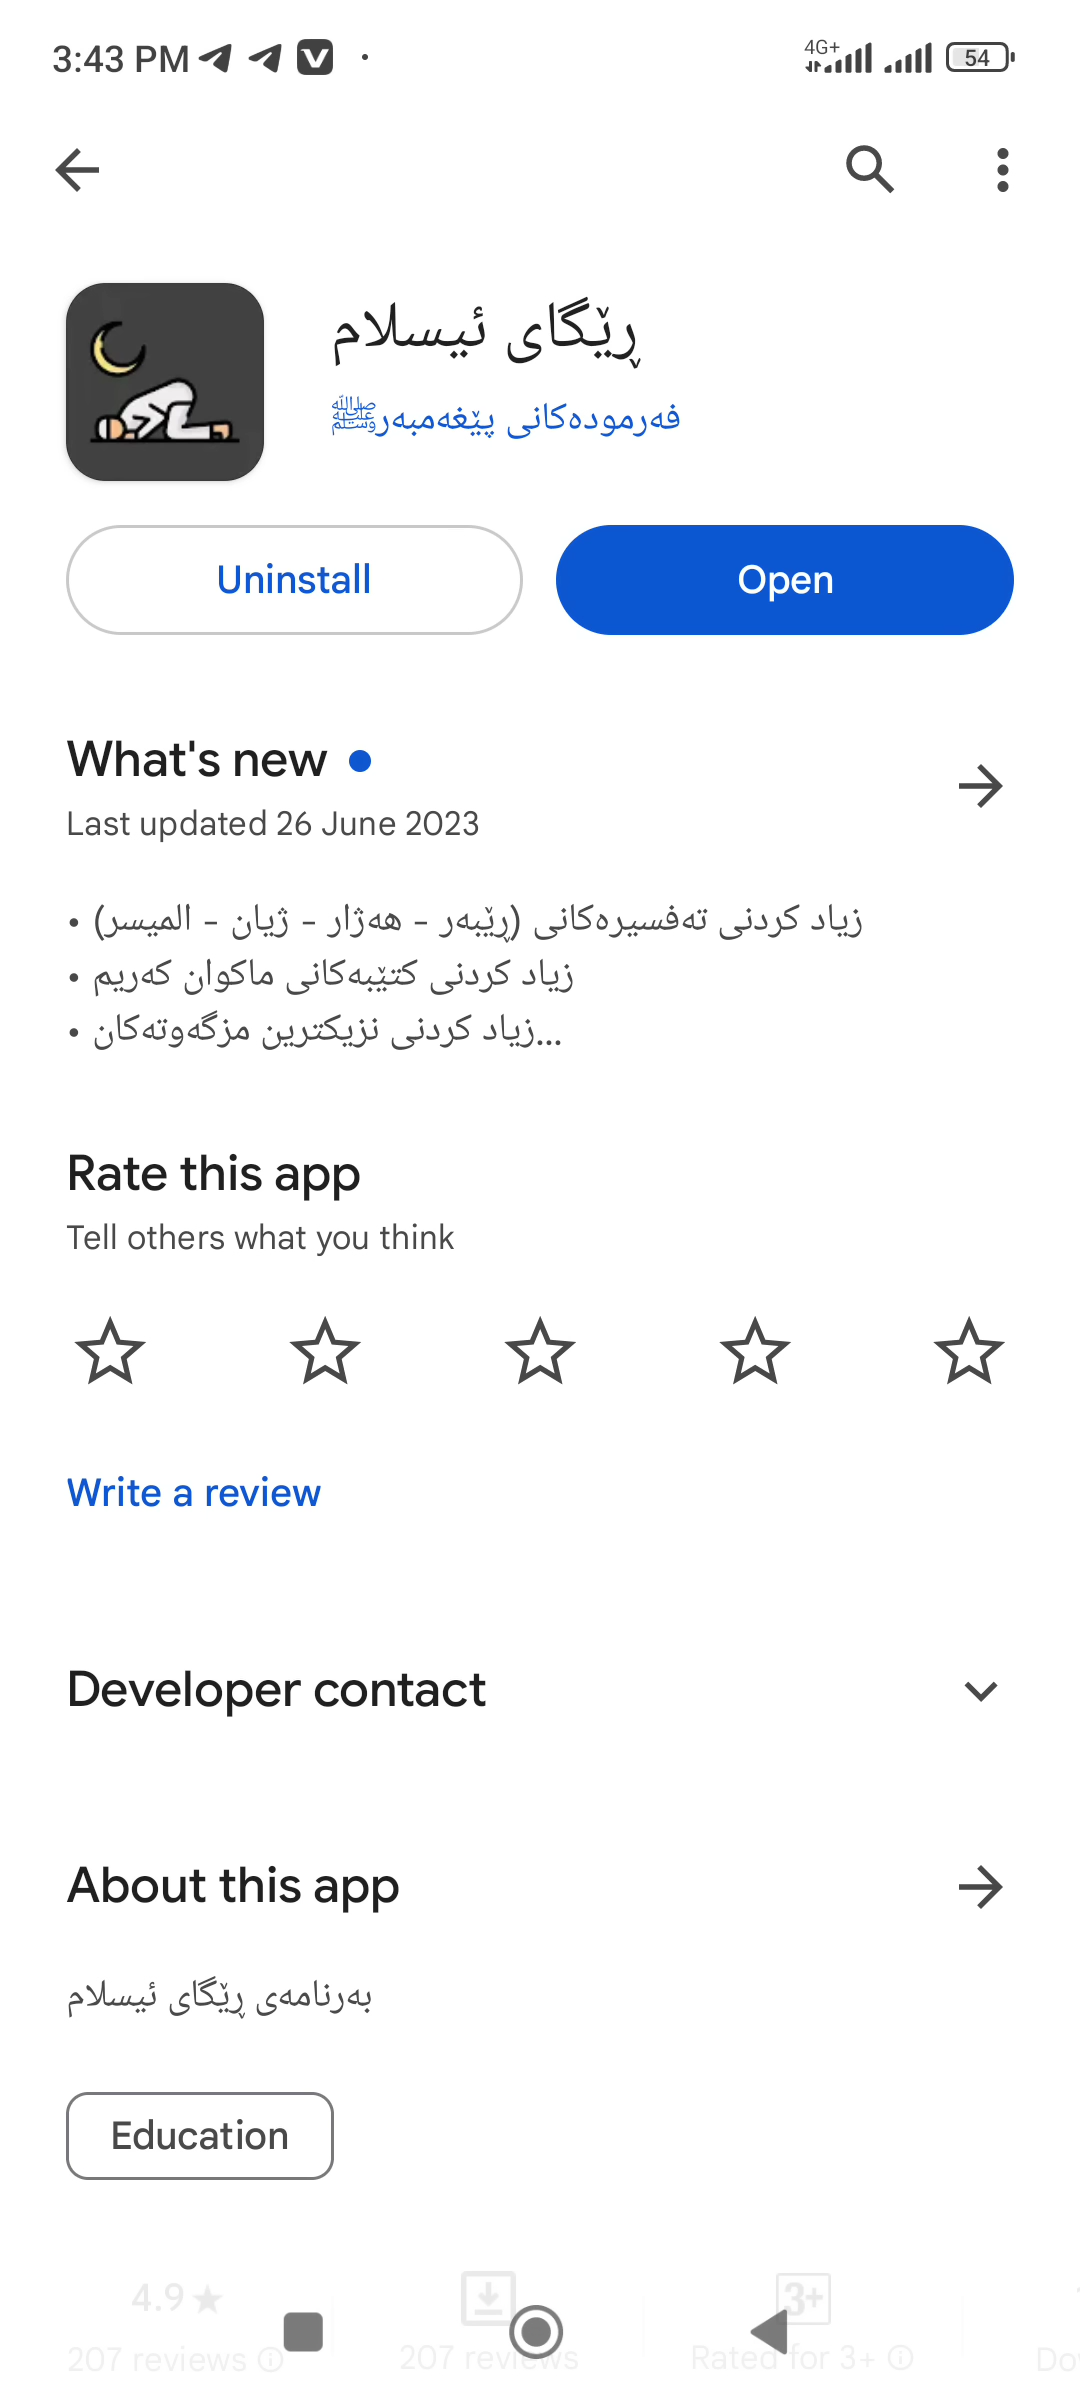 3:43 PM
4G+
54
ڕێگای ئیسلام
فەرموودەکانی پێغەمبەرﷺ
Uninstall
Open
What's new
Last updated 26 June 2023
• زیاد کردنی تەفسیرەکانی (ڕێبەر - هەژار - ژیان - المیسر)
• زیاد کردنی کتێبەکانی ماکوان کەریم
• زیاد کردنی نزیکترین مزگەوتەکان...
Rate this app
Tell others what you think
Write a review
Developer contact
About this app
بەرنامەی ڕێگای ئیسلام
Education
4.9★
3+
207 reviews
207 reviews
Rated for 3+